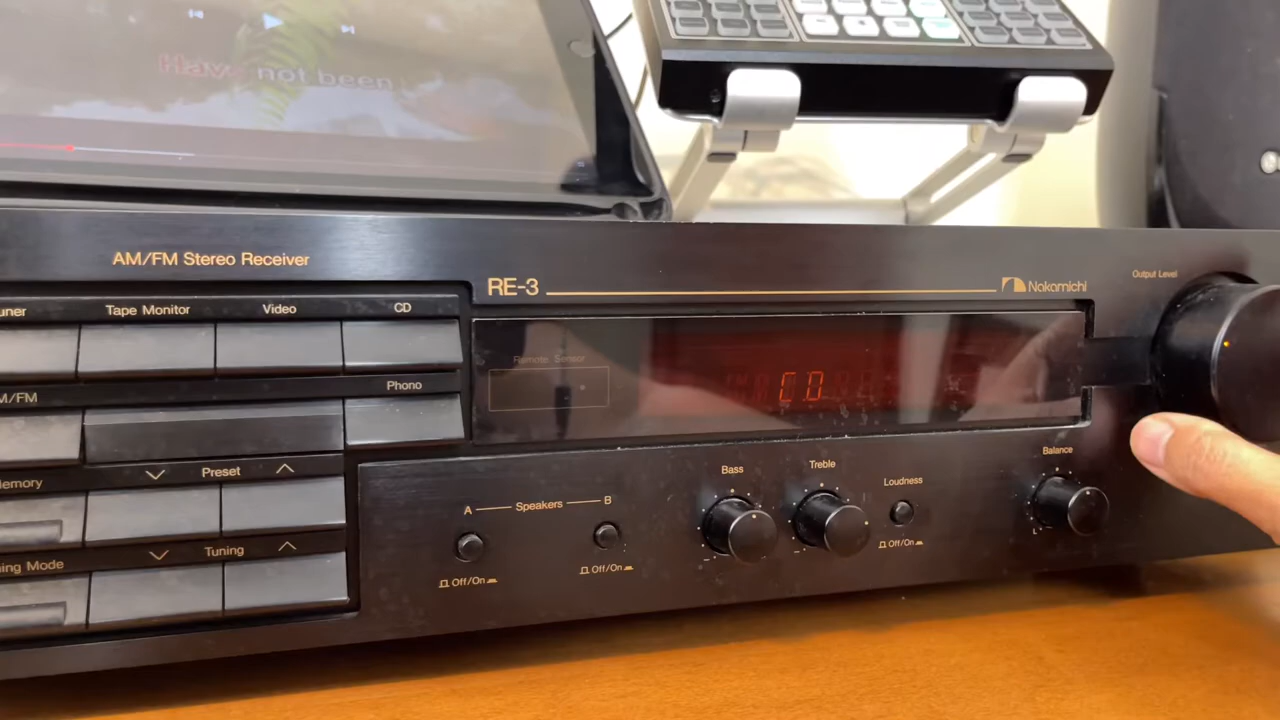 Have not been
AM/FM Stereo Receiver
RE-3
Nakamichi
Output Level
Tape Monitor
Video
CD
Remote Sensor
Phono
CD
Preset
Tuning
A
Speakers
B
Off/On
Off/On
Bass
Treble
Loudness
Off/On
Balance
L